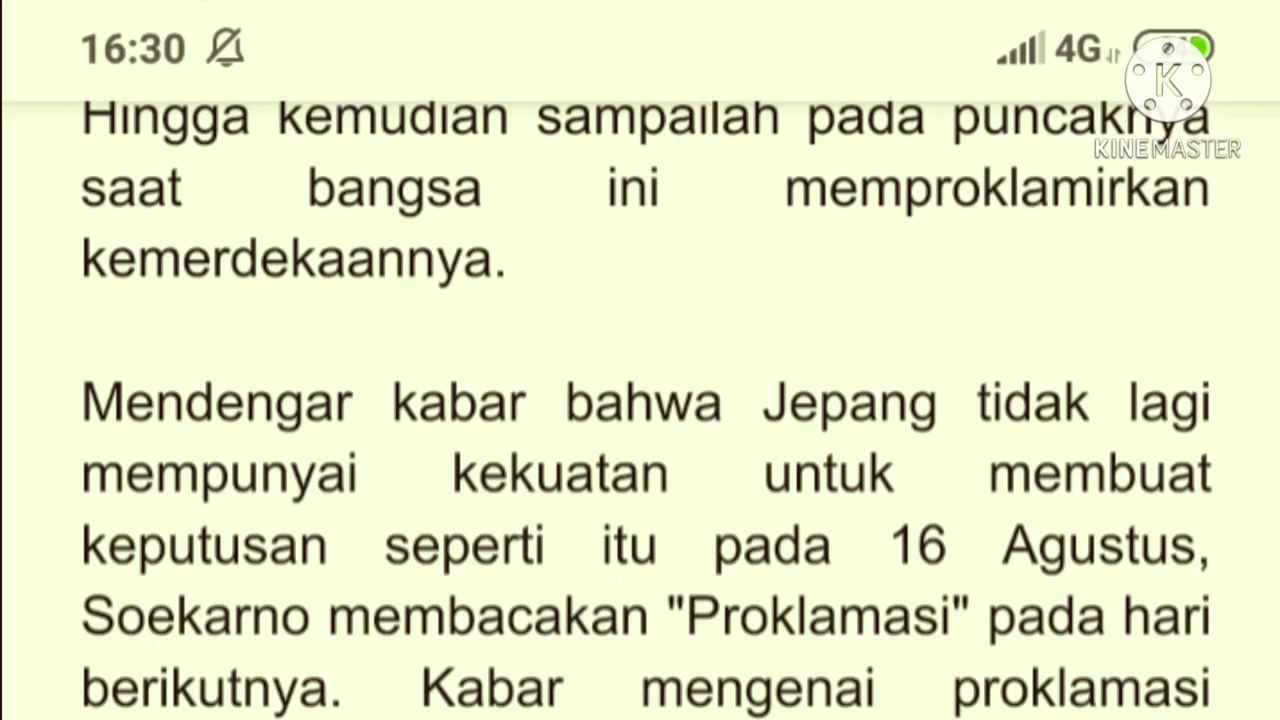 16:30 4G
KINEMASTER
Hingga kemudian sampailah pada puncaknya
saat bangsa ini memproklamirkan
kemerdekaannya.
Mendengar kabar bahwa Jepang tidak lagi
mempunyai kekuatan untuk membuat
keputusan seperti itu pada 16 Agustus,
Soekarno membacakan "Proklamasi" pada hari
berikutnya. Kabar mengenai proklamasi